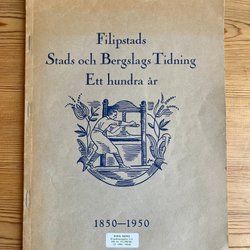 Filipstads
Stads och Bergslags Tidning
Ett hundra år
1850—1950